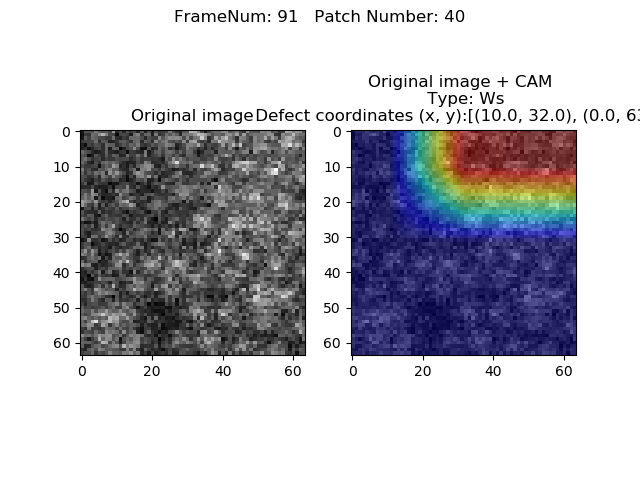 FrameNum: 91   Patch Number: 40
Original image
Original image + CAM
Type: Ws
Defect coordinates (x, y):[(10.0, 32.0), (0.0, 63
0
10
20
30
40
50
60
0 20 40 60
0
10
20
30
40
50
60
0 20 40 60